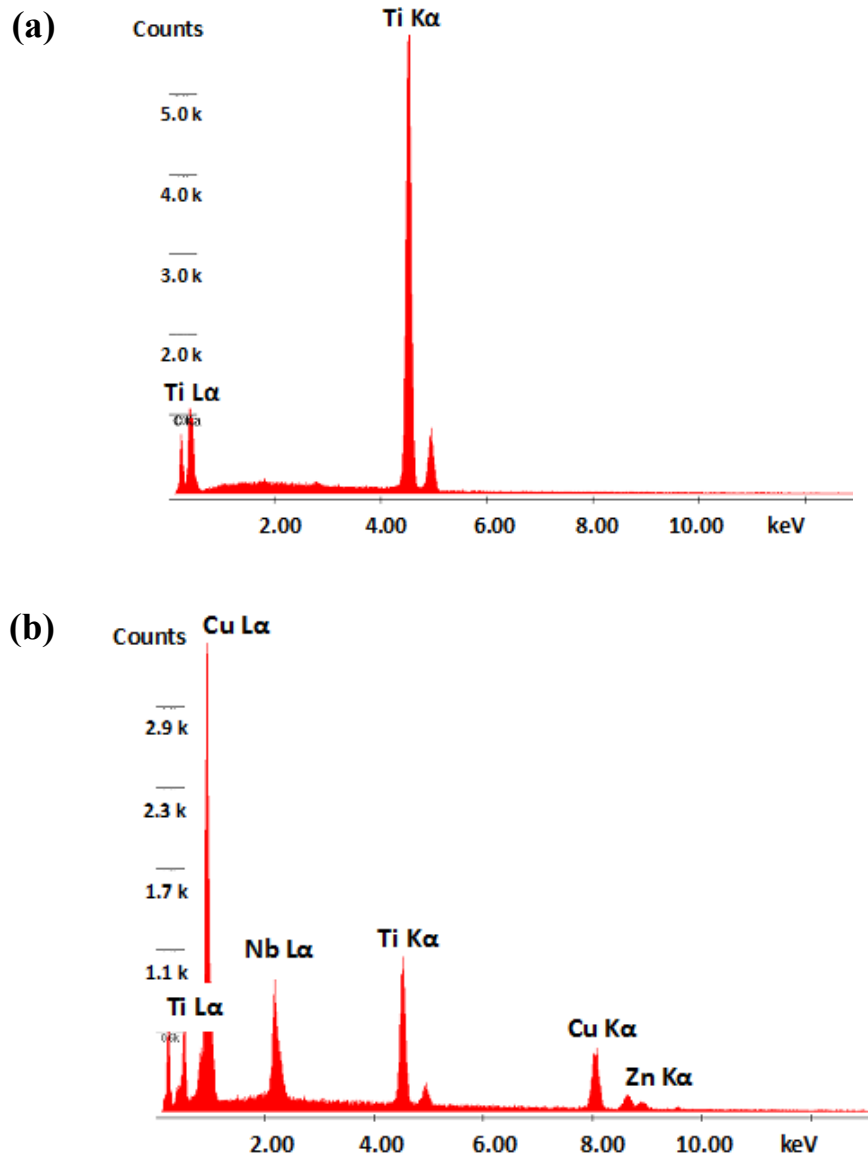 (a)
Counts
Ti Kα
5.0 k
4.0 k
3.0 k
2.0 k
Ti Lα
2.00 4.00 6.00 8.00 10.00 keV
(b)
Counts
Cu Lα
2.9 k
2.3 k
1.7 k
Nb Lα
Ti Kα
1.1 k
Ti Lα
0.6k
Cu Kα
Zn Kα
2.00 4.00 6.00 8.00 10.00 keV